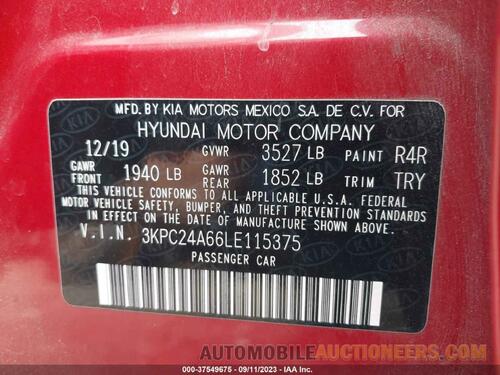 MFD. BY KIA MOTORS MEXICO S.A. DE C.V. FOR
HYUNDAI MOTOR COMPANY
12/19 GVWR 3527 LB PAINT R4R
GAWR FRONT 1940 LB GAWR REAR 1852 LB TRIM TRY
THIS VEHICLE CONFORMS TO ALL APPLICABLE U.S.A. FEDERAL
MOTOR VEHICLE SAFETY, BUMPER, AND THEFT PREVENTION
STANDARDS IN EFFECT ON THE DATE OF MANUFACTURE SHOWN ABOVE.
V.I.N. 3KPC24A66LE115375
PASSENGER CAR
AUTOMOBILEAUCTIONS.CREDIT
000-37549675 - 09/11/2023 - IAA Inc.